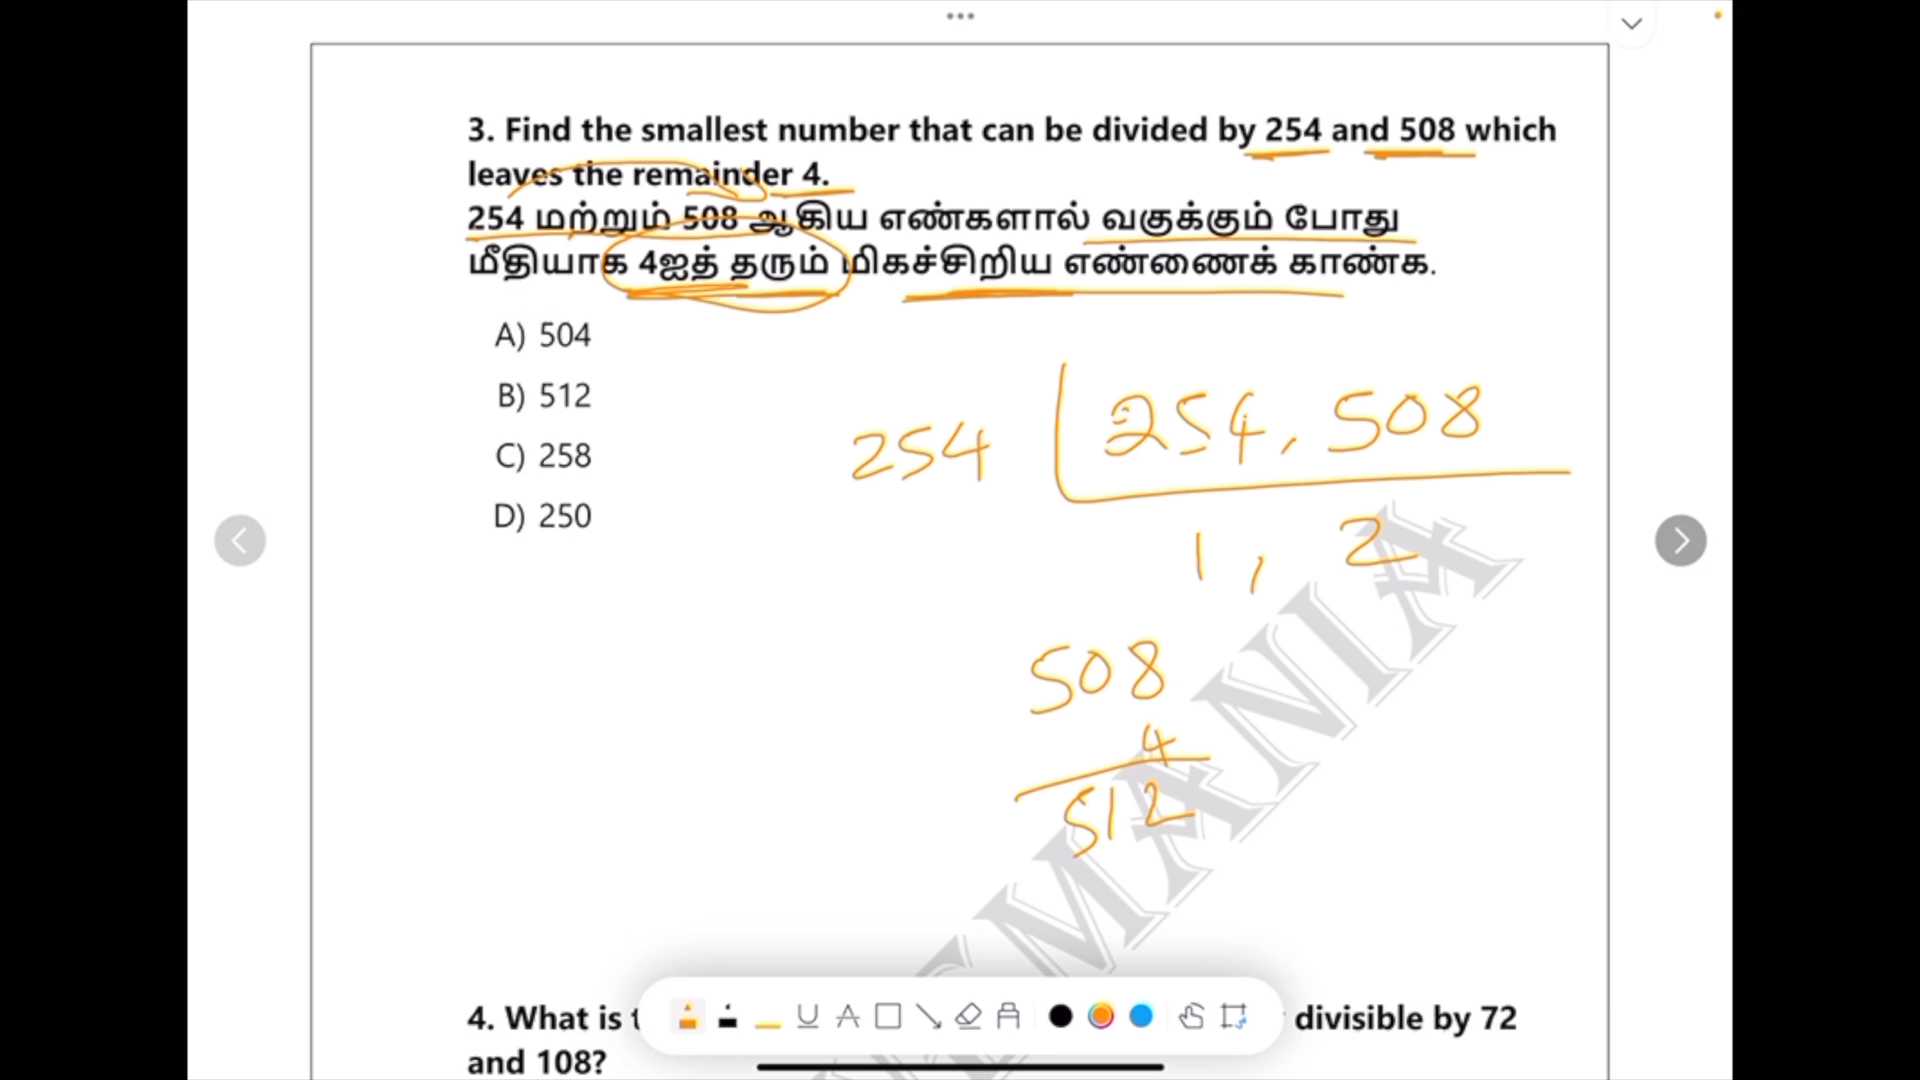 3. Find the smallest number that can be divided by 254 and 508 which
leaves the remainder 4.
254 மற்றும் 508 ஆகிய எண்களால் வகுக்கும் போது
மீதியாக 4ஐத் தரும் மிகச்சிறிய எண்ணைக் காண்க.
A) 504
B) 512
C) 258
D) 250
254 254, 508
1, 2
508
4
512
4. What is divisible by 72
and 108?